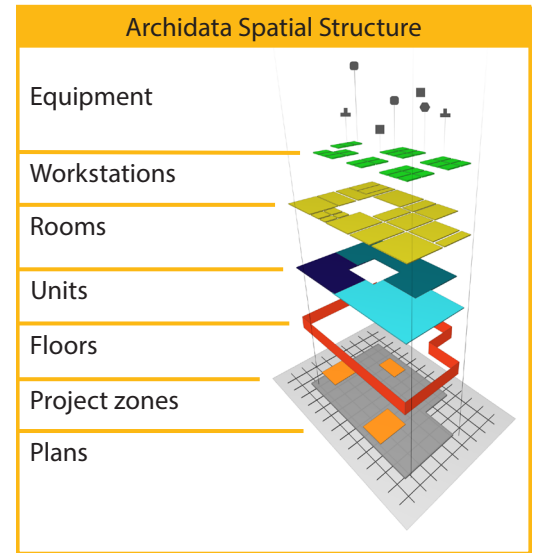 Archidata Spatial Structure
Equipment
Workstations
Rooms
Units
Floors
Project zones
Plans